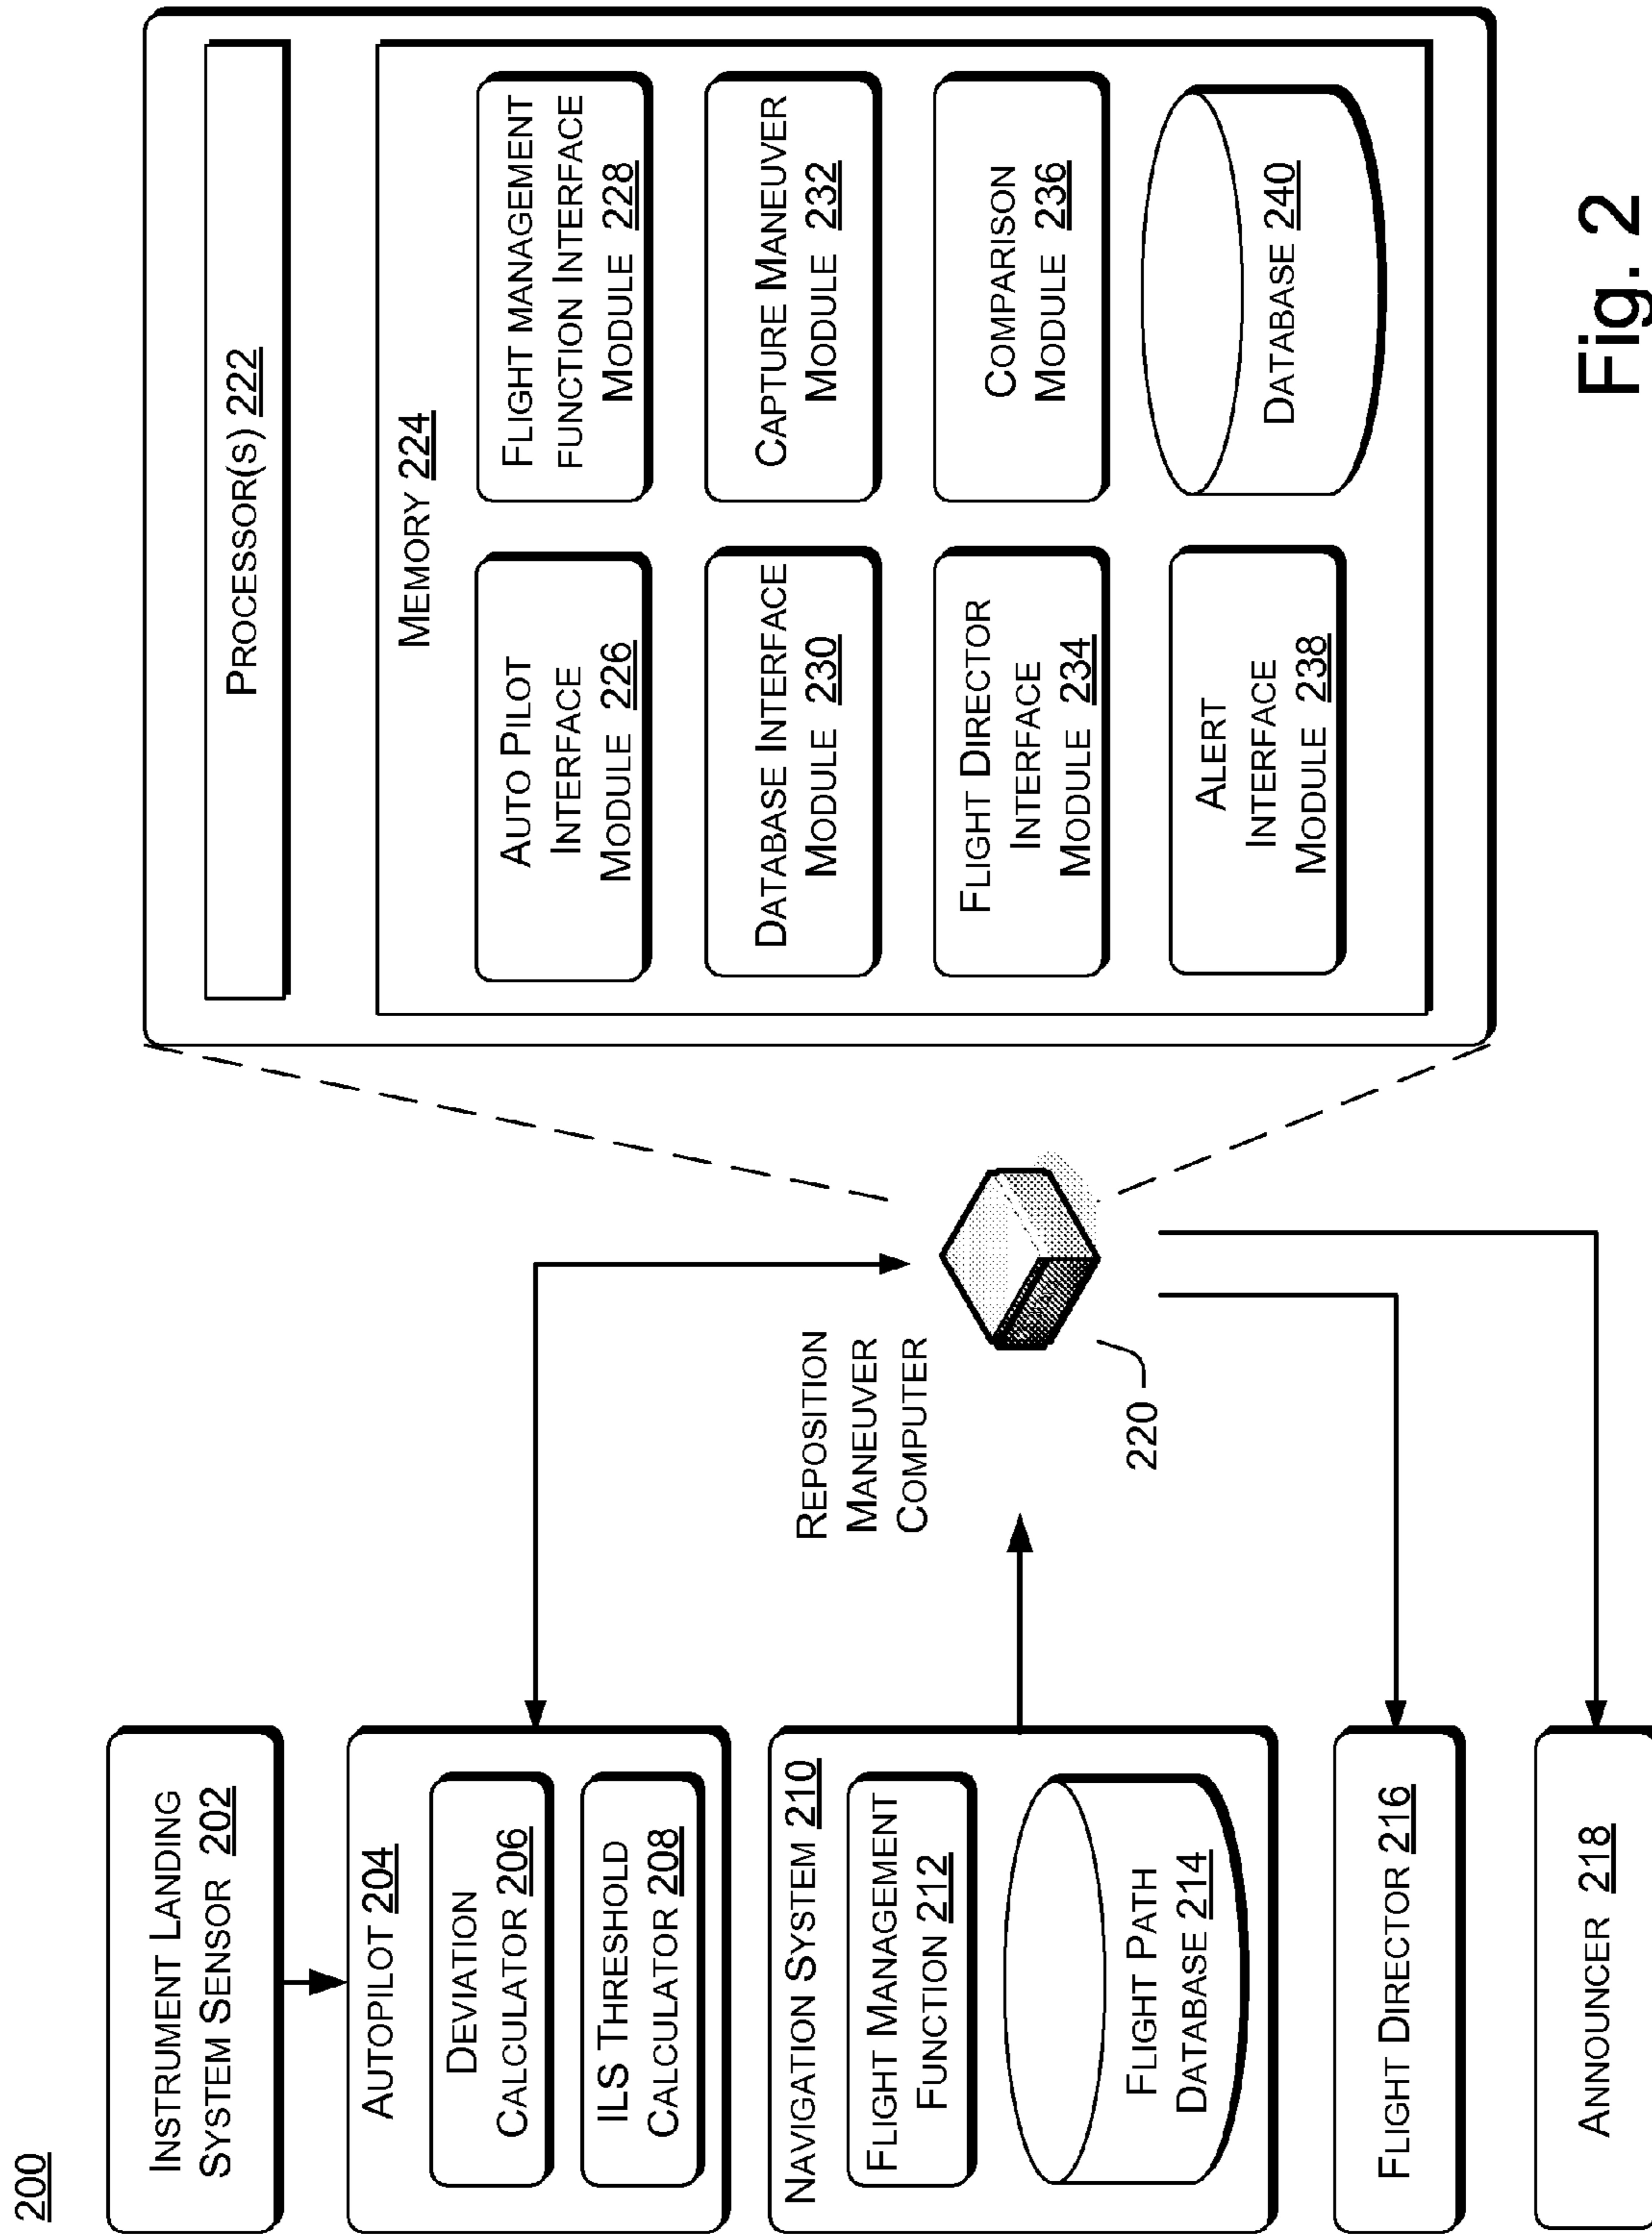 200
INSTRUMENT LANDING
SYSTEM SENSOR 202
AUTOPILOT 204
DEVIATION
CALCULATOR 206
ILS THRESHOLD
CALCULATOR 208
NAVIGATION SYSTEM 210
FLIGHT MANAGEMENT
FUNCTION 212
FLIGHT PATH
DATABASE 214
FLIGHT DIRECTOR 216
ANNOUNCER 218
REPOSITION
MANEUVER
COMPUTER
220
PROCESSOR(S) 222
MEMORY 224
AUTO PILOT
INTERFACE
MODULE 226
FLIGHT MANAGEMENT
FUNCTION INTERFACE
MODULE 228
DATABASE INTERFACE
MODULE 230
CAPTURE MANEUVER
MODULE 232
FLIGHT DIRECTOR
INTERFACE
MODULE 234
COMPARISON
MODULE 236
ALERT
INTERFACE
MODULE 238
DATABASE 240
Fig. 2